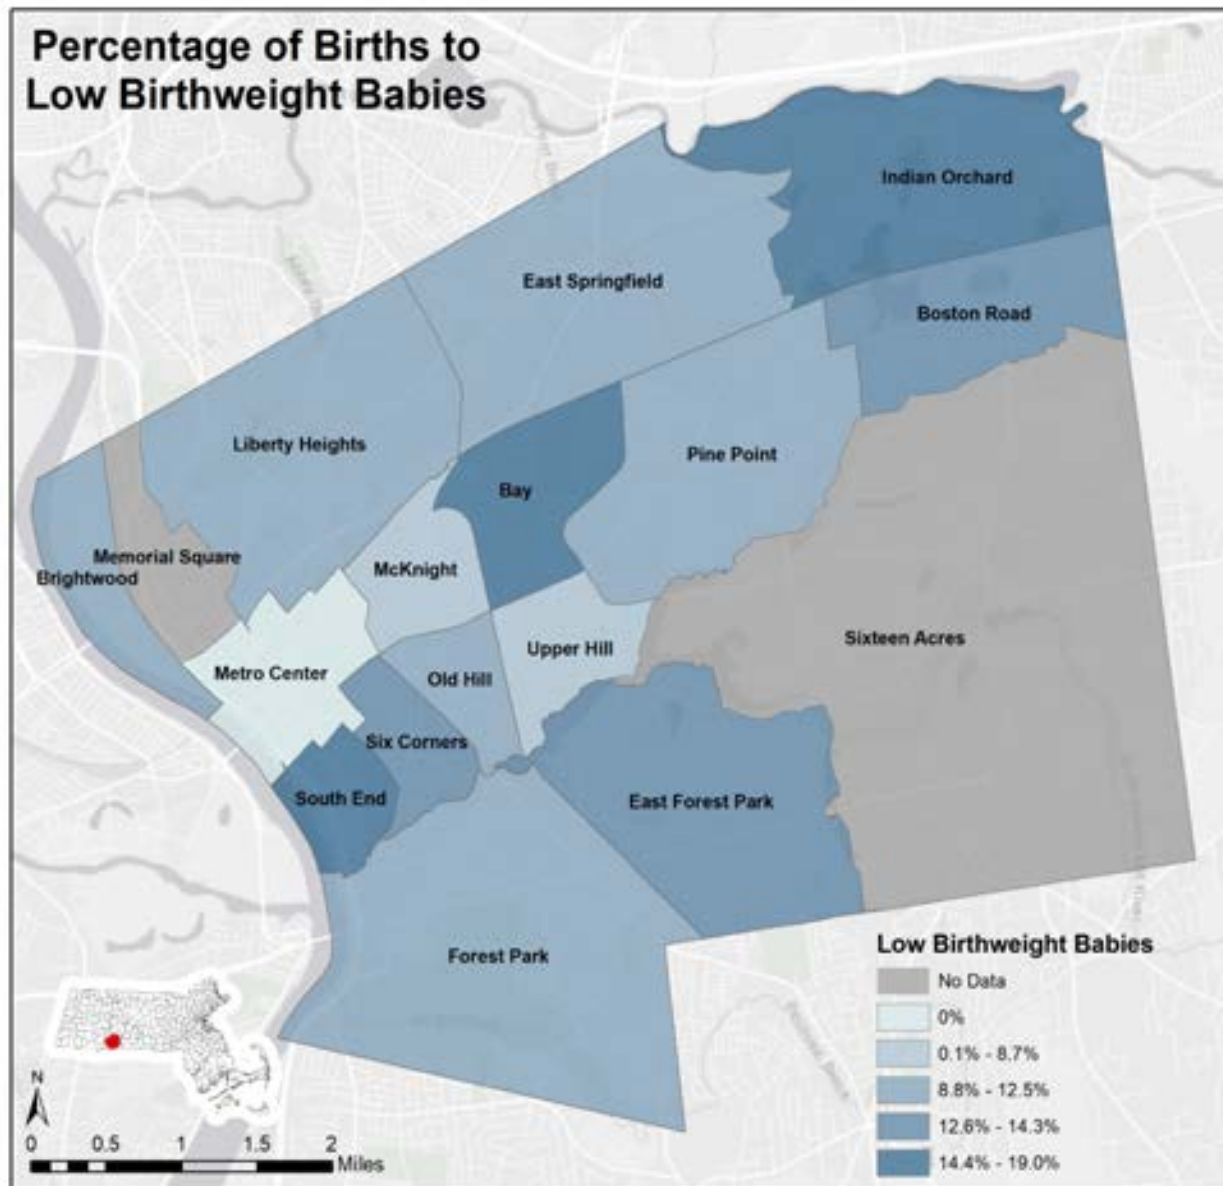 Percentage of Births to
Low Birthweight Babies
Indian Orchard
East Springfield
Boston Road
Liberty Heights
Pine Point
Bay
Memorial Square
McKnight
Brightwood
Sixteen Acres
Upper Hill
Metro Center
Old Hill
Six Corners
South End
East Forest Park
Forest Park
Low Birthweight Babies
No Data
0%
0.1% - 8.7%
8.8% - 12.5%
12.6% - 14.3%
14.4% - 19.0%
N
0 0.5 1 1.5 2
Miles